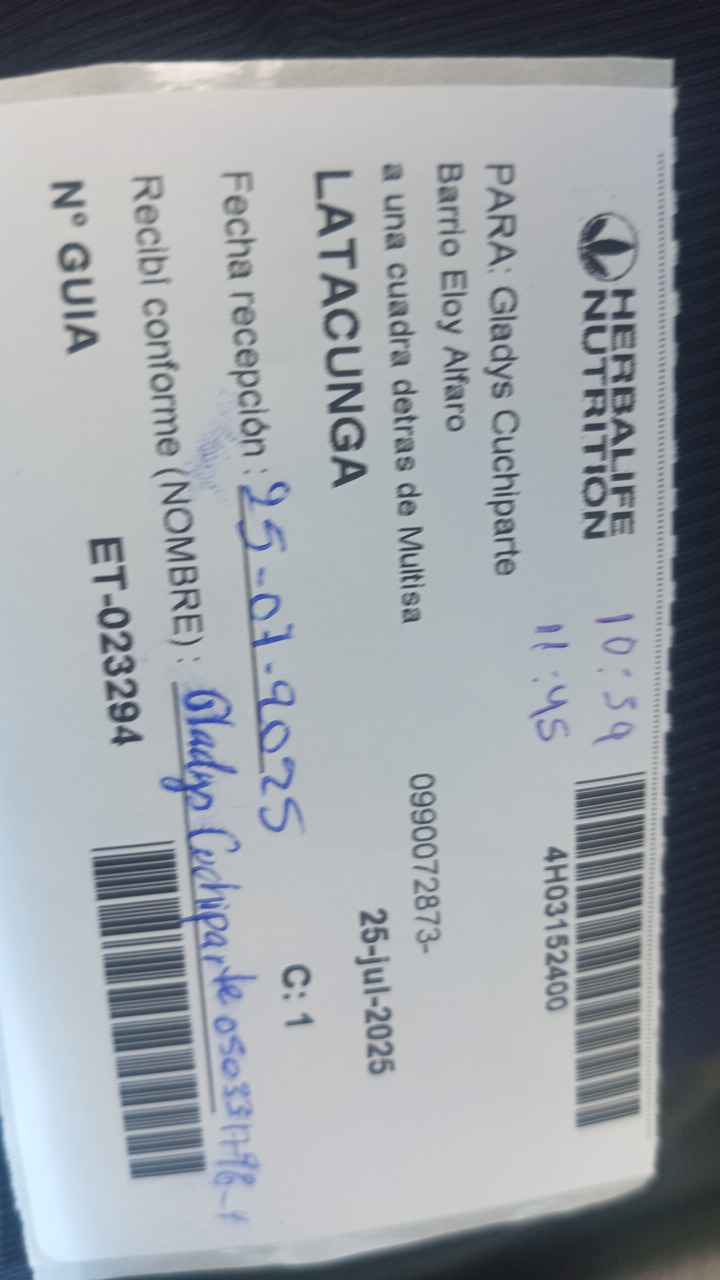 HERBALIFE
NUTRITION
10:59
11:45
4H03152400
PARA: Gladys Cuchiparte
Barrio Eloy Alfaro
a una cuadra detras de Multisa
0990072873-
LATACUNGA
25-jul-2025
Fecha recepción : 25-07-2025
C: 1
Recibí conforme (NOMBRE) : Gladys Cuchiparte
N° GUIA
ET-023294